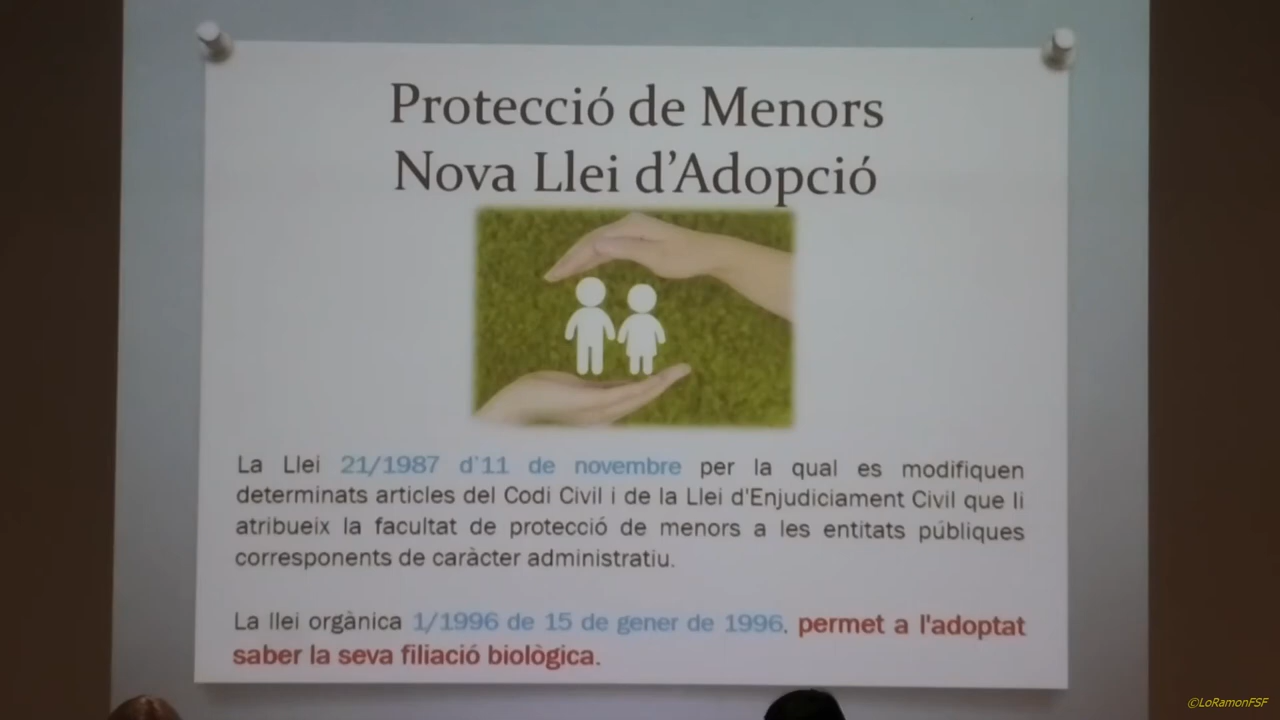 Protecció de Menors
Nova Llei d'Adopció
La Llei 21/1987 d'11 de novembre per la qual es modifiquen
determinats articles del Codi Civil i de la Llei d'Enjudiciament Civil que li
atribueix la facultat de protecció de menors a les entitats públiques
corresponents de caràcter administratiu.
La llei orgànica 1/1996 de 15 de gener de 1996, permet a l'adoptat
saber la seva filiació biològica.
©LoRamonFSF